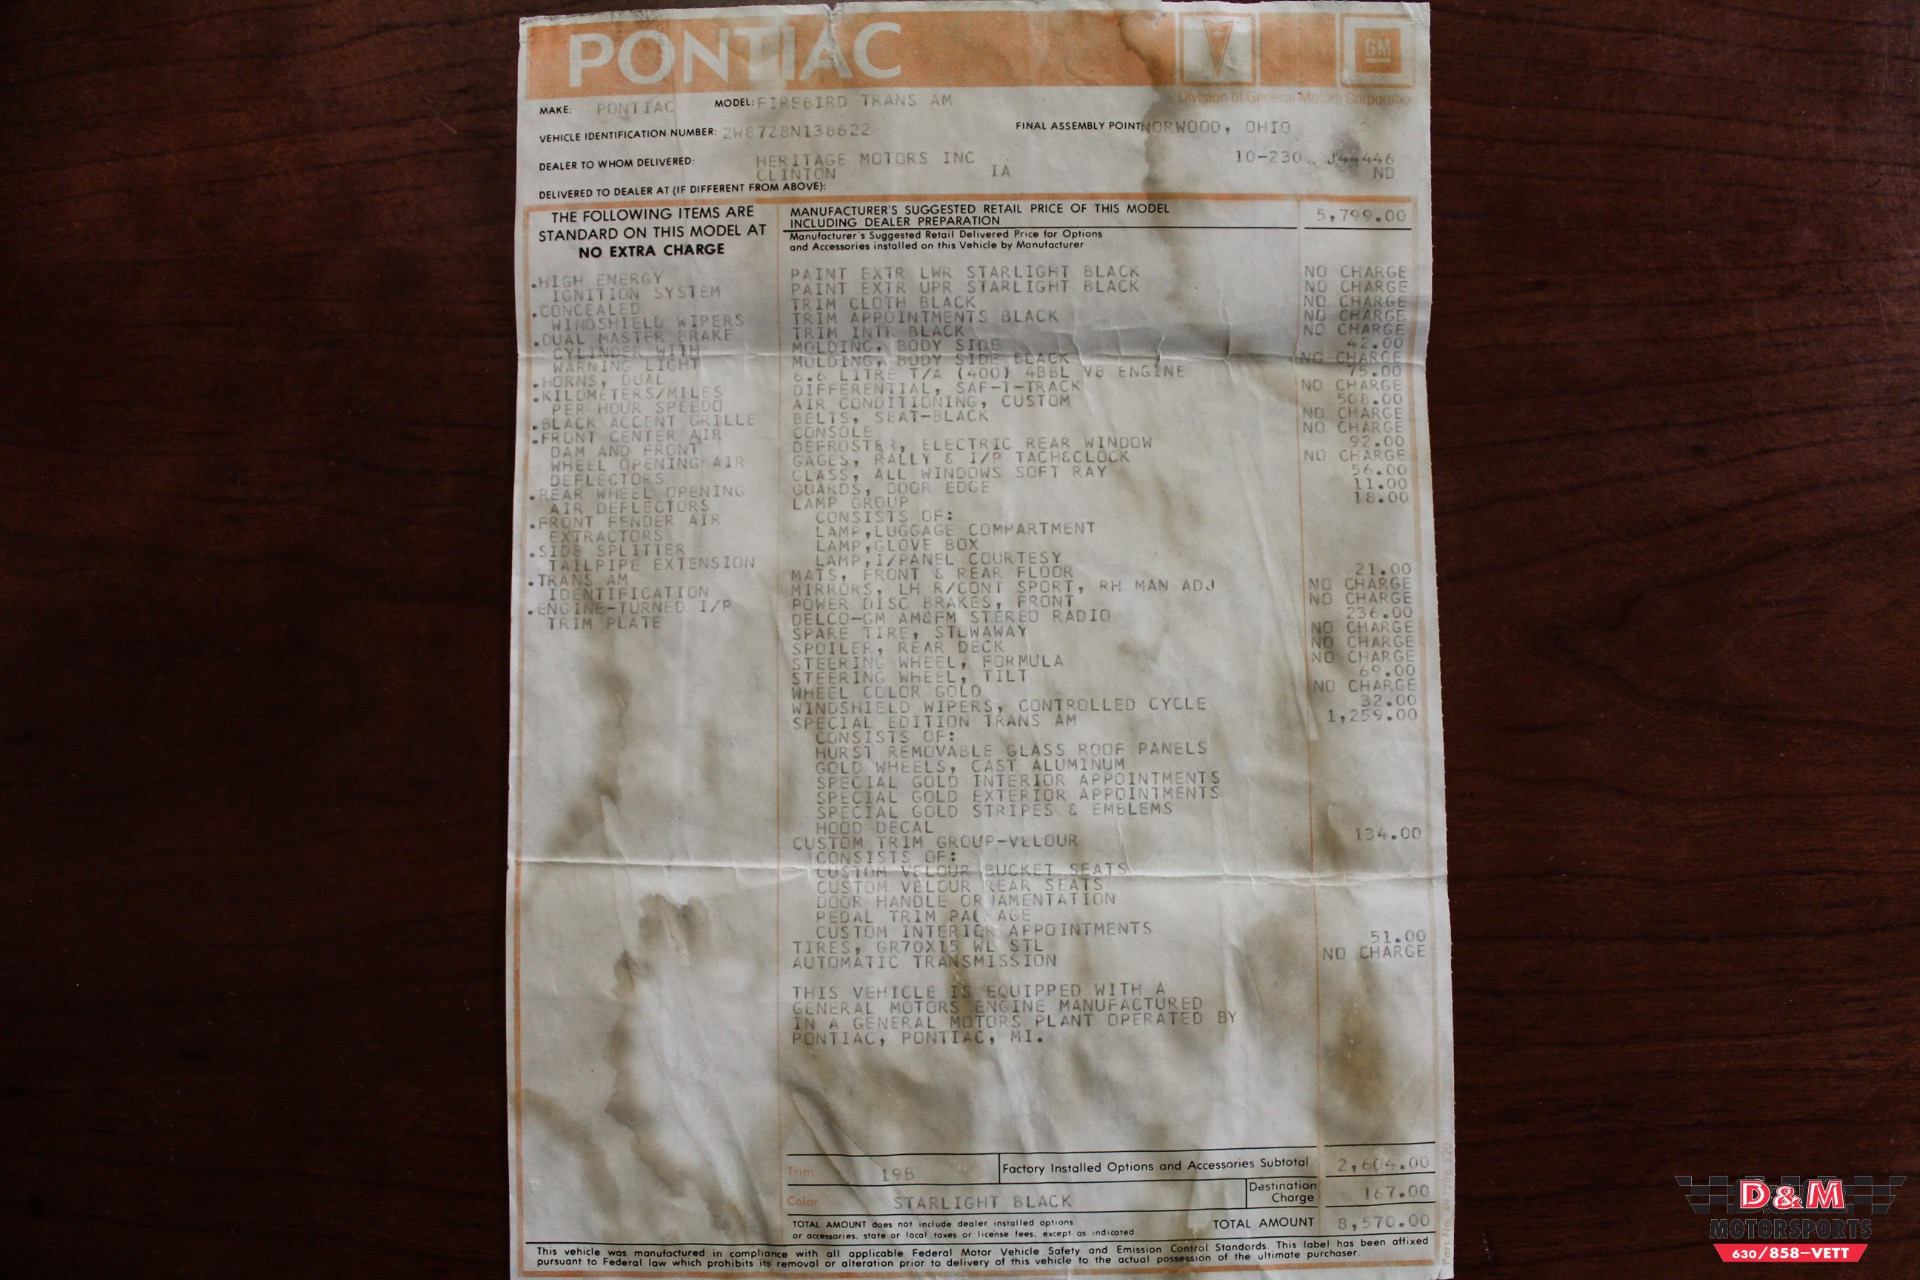 PONTIAC
GM
Division of General Motors Corporatio
MAKE: PONTIAC MODEL: FIREBIRD TRANS AM
VEHICLE IDENTIFICATION NUMBER: 2W87Z8N138622 FINAL ASSEMBLY POINT NORWOOD, OHIO
DEALER TO WHOM DELIVERED: HERITAGE MOTORS INC 10-230 J44446
CLINTON IA ND
DELIVERED TO DEALER AT (IF DIFFERENT FROM ABOVE):
THE FOLLOWING ITEMS ARE
STANDARD ON THIS MODEL AT
NO EXTRA CHARGE
.HIGH ENERGY
IGNITION SYSTEM
.CONCEALED
WINDSHIELD WIPERS
.DUAL MASTER BRAKE
CYLINDER WITH
WARNING LIGHT
.HORNS, DUAL
.KILOMETERS/MILES
PER HOUR SPEEDO
.BLACK ACCENT GRILLE
.FRONT CENTER AIR
DAM AND FRONT
WHEEL OPENING AIR
DEFLECTORS
.REAR WHEEL OPENING
AIR DEFLECTORS
.FRONT FENDER AIR
EXTRACTORS
.SIDE SPLITTER
TAILPIPE EXTENSION
.TRANS AM
IDENTIFICATION
.ENGINE-TURNED I/P
TRIM PLATE
MANUFACTURER'S SUGGESTED RETAIL PRICE OF THIS MODEL
INCLUDING DEALER PREPARATION 5,799.00
Manufacturer's Suggested Retail Delivered Price for Options
and Accessories installed on this Vehicle by Manufacturer
PAINT EXTR LWR STARLIGHT BLACK NO CHARGE
PAINT EXTR UPR STARLIGHT BLACK NO CHARGE
TRIM CLOTH BLACK NO CHARGE
TRIM APPOINTMENTS BLACK NO CHARGE
TRIM INTR BLACK NO CHARGE
MOLDING, BODY SIDE 42.00
MOLDING, BODY SIDE BLACK NO CHARGE
6.6 LITRE T/A (400) 4BBL V8 ENGINE 75.00
DIFFERENTIAL, SAF-T-TRACK NO CHARGE
AIR CONDITIONING, CUSTOM 508.00
BELTS, SEAT-BLACK NO CHARGE
CONSOLE NO CHARGE
DEFROSTER, ELECTRIC REAR WINDOW 92.00
GAGES, RALLY & I/P TACH&CLOCK NO CHARGE
GLASS, ALL WINDOWS SOFT RAY 56.00
GUARDS, DOOR EDGE 11.00
LAMP GROUP 18.00
CONSISTS OF:
LAMP,LUGGAGE COMPARTMENT
LAMP,GLOVE BOX
LAMP,I/PANEL COURTESY
MATS, FRONT & REAR FLOOR 21.00
MIRRORS, LH R/CONT SPORT, RH MAN ADJ NO CHARGE
POWER DISC BRAKES, FRONT NO CHARGE
DELCO-GM AM&FM STEREO RADIO 236.00
SPARE TIRE, STOWAWAY NO CHARGE
SPOILER, REAR DECK NO CHARGE
STEERING WHEEL, FORMULA NO CHARGE
STEERING WHEEL, TILT 69.00
WHEEL COLOR GOLD NO CHARGE
WINDSHIELD WIPERS, CONTROLLED CYCLE 32.00
SPECIAL EDITION TRANS AM 1,259.00
CONSISTS OF:
HURST REMOVABLE GLASS ROOF PANELS
GOLD WHEELS, CAST ALUMINUM
SPECIAL GOLD INTERIOR APPOINTMENTS
SPECIAL GOLD EXTERIOR APPOINTMENTS
SPECIAL GOLD STRIPES & EMBLEMS
HOOD DECAL
CUSTOM TRIM GROUP-VELOUR 134.00
CONSISTS OF:
CUSTOM VELOUR BUCKET SEATS
CUSTOM VELOUR REAR SEATS
DOOR HANDLE ORNAMENTATION
PEDAL TRIM PACKAGE
CUSTOM INTERIOR APPOINTMENTS
TIRES, GR70X15 WL STL 51.00
AUTOMATIC TRANSMISSION NO CHARGE
THIS VEHICLE IS EQUIPPED WITH A
GENERAL MOTORS ENGINE MANUFACTURED
IN A GENERAL MOTORS PLANT OPERATED BY
PONTIAC, PONTIAC, MI.
Trim 19B Factory Installed Options and Accessories Subtotal 2,604.00
Color STARLIGHT BLACK Destination Charge 167.00
TOTAL AMOUNT does not include dealer installed options
or accessories, state or local taxes or license fees, except as indicated. TOTAL AMOUNT 8,570.00
This vehicle was manufactured in compliance with all applicable Federal Motor Vehicle Safety and Emission Control Standards. This label has been affixed
pursuant to Federal law which prohibits its removal or alteration prior to delivery of this vehicle to the actual possession of the ultimate purchaser.
D&M
MOTORSPORTS
630/858-VETT